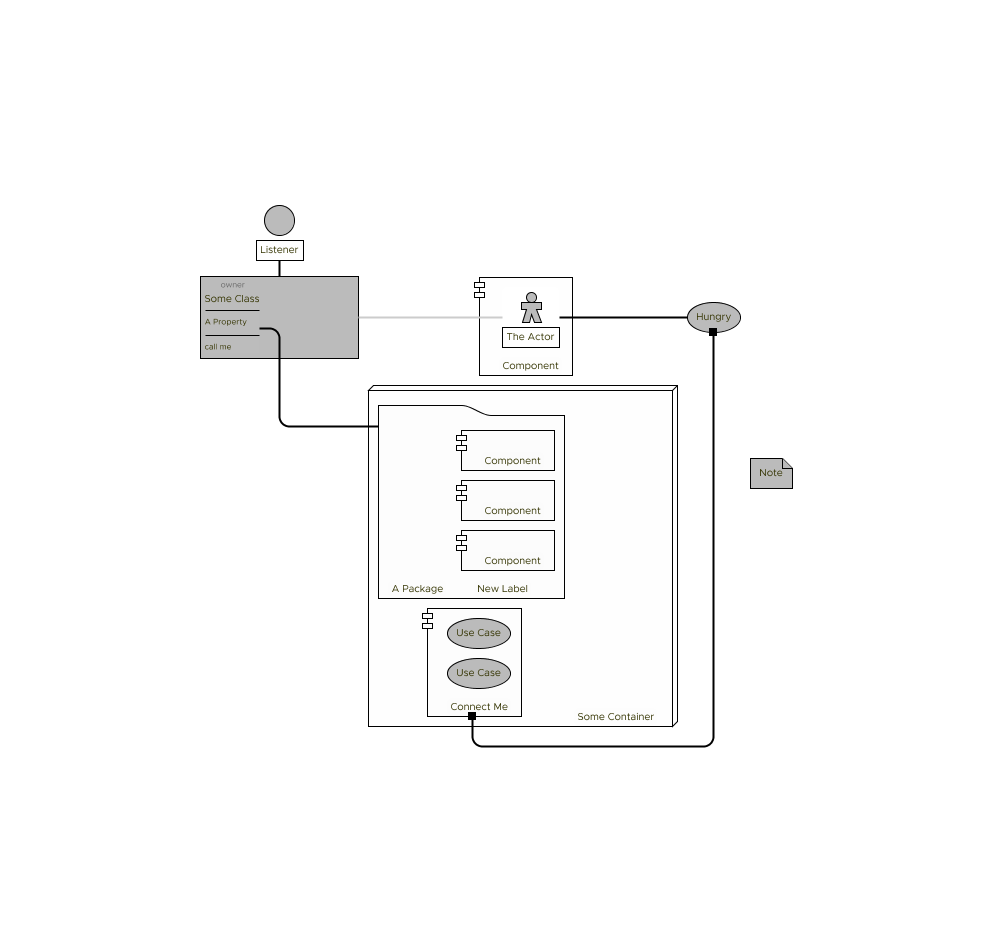 Listener
owner
Some Class
A Property
call me
The Actor
Component
Hungry
Component
Component
Component
A Package
New Label
Note
Use Case
Use Case
Connect Me
Some Container